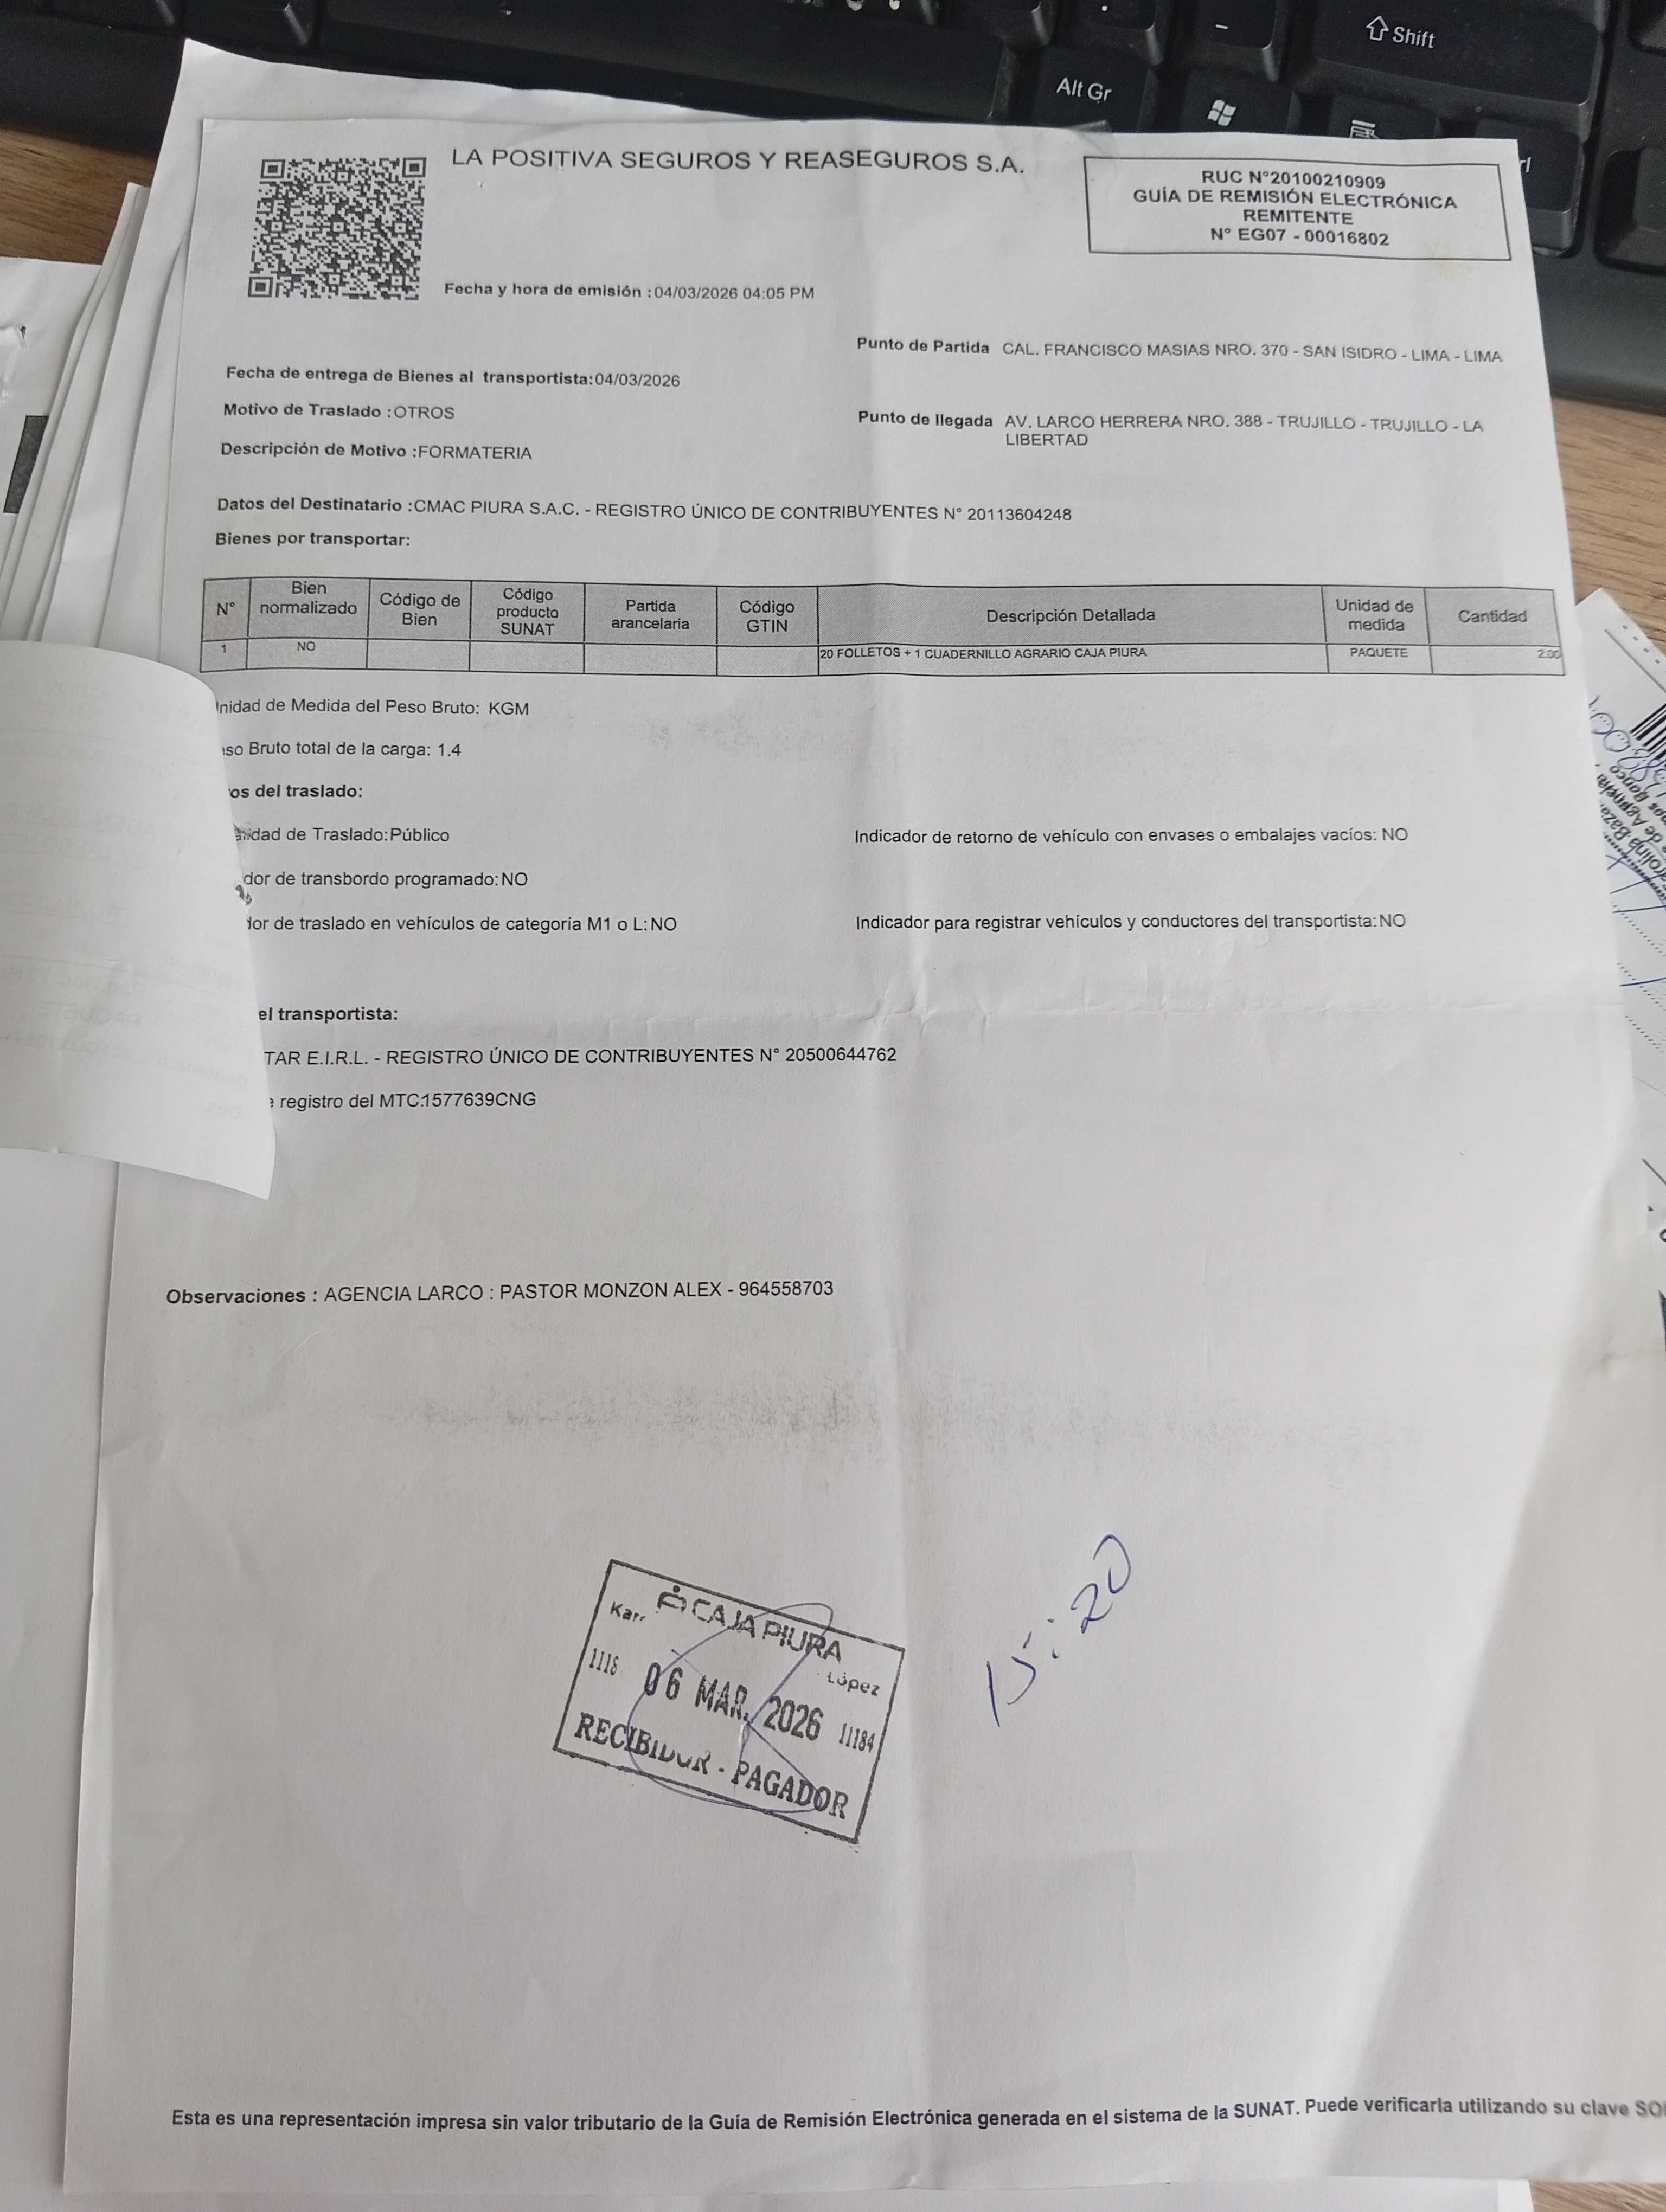 Shift
Alt Gr
LA POSITIVA SEGUROS Y REASEGUROS S.A.
RUC N°20100210909
GUÍA DE REMISIÓN ELECTRÓNICA
REMITENTE
N° EG07 - 00016802
Fecha y hora de emisión :04/03/2026 04:05 PM
Punto de Partida CAL. FRANCISCO MASIAS NRO. 370 - SAN ISIDRO - LIMA - LIMA
Fecha de entrega de Bienes al transportista:04/03/2026
Motivo de Traslado :OTROS
Punto de llegada AV. LARCO HERRERA NRO. 388 - TRUJILLO - TRUJILLO - LA
LIBERTAD
Descripción de Motivo :FORMATERIA
Datos del Destinatario :CMAC PIURA S.A.C. - REGISTRO ÚNICO DE CONTRIBUYENTES N° 20113604248
Bienes por transportar:
N° Bien normalizado Código de Bien Código producto SUNAT Partida arancelaria Código GTIN Descripción Detallada Unidad de medida Cantidad
1 NO 20 FOLLETOS + 1 CUADERNILLO AGRARIO CAJA PIURA PAQUETE 2.00
nidad de Medida del Peso Bruto: KGM
so Bruto total de la carga: 1.4
os del traslado:
idad de Traslado:Público
Indicador de retorno de vehículo con envases o embalajes vacíos: NO
dor de transbordo programado:NO
dor de traslado en vehículos de categoría M1 o L:NO
Indicador para registrar vehículos y conductores del transportista:NO
el transportista:
TAR E.I.R.L. - REGISTRO ÚNICO DE CONTRIBUYENTES N° 20500644762
e registro del MTC:1577639CNG
Observaciones : AGENCIA LARCO : PASTOR MONZON ALEX - 964558703
15:20
CAJA PIURA
Kar López
1118 06 MAR. 2026 11184
RECIBIDOR - PAGADOR
Esta es una representación impresa sin valor tributario de la Guía de Remisión Electrónica generada en el sistema de la SUNAT. Puede verificarla utilizando su clave SO